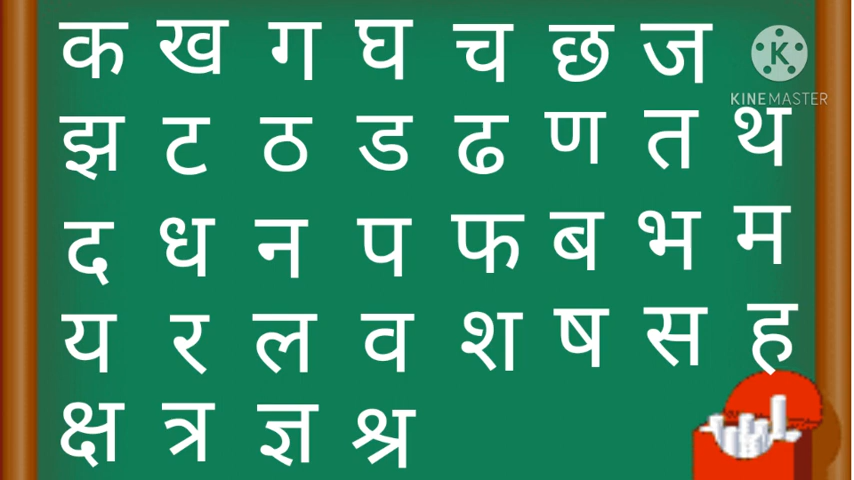 क ख ग घ च छ ज
KINEMASTER
झ ट ठ ड ढ ण त थ
द ध न प फ ब भ म
य र ल व श ष स ह
क्ष त्र ज्ञ श्र